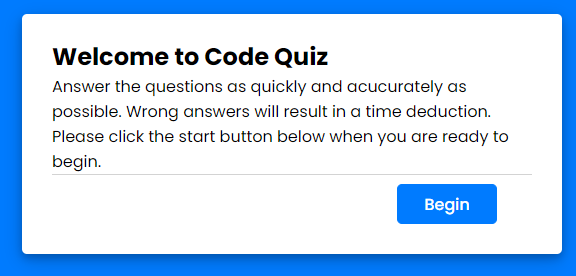 Welcome to Code Quiz
Answer the questions as quickly and acucurately as
possible. Wrong answers will result in a time deduction.
Please click the start button below when you are ready to
begin.
Begin